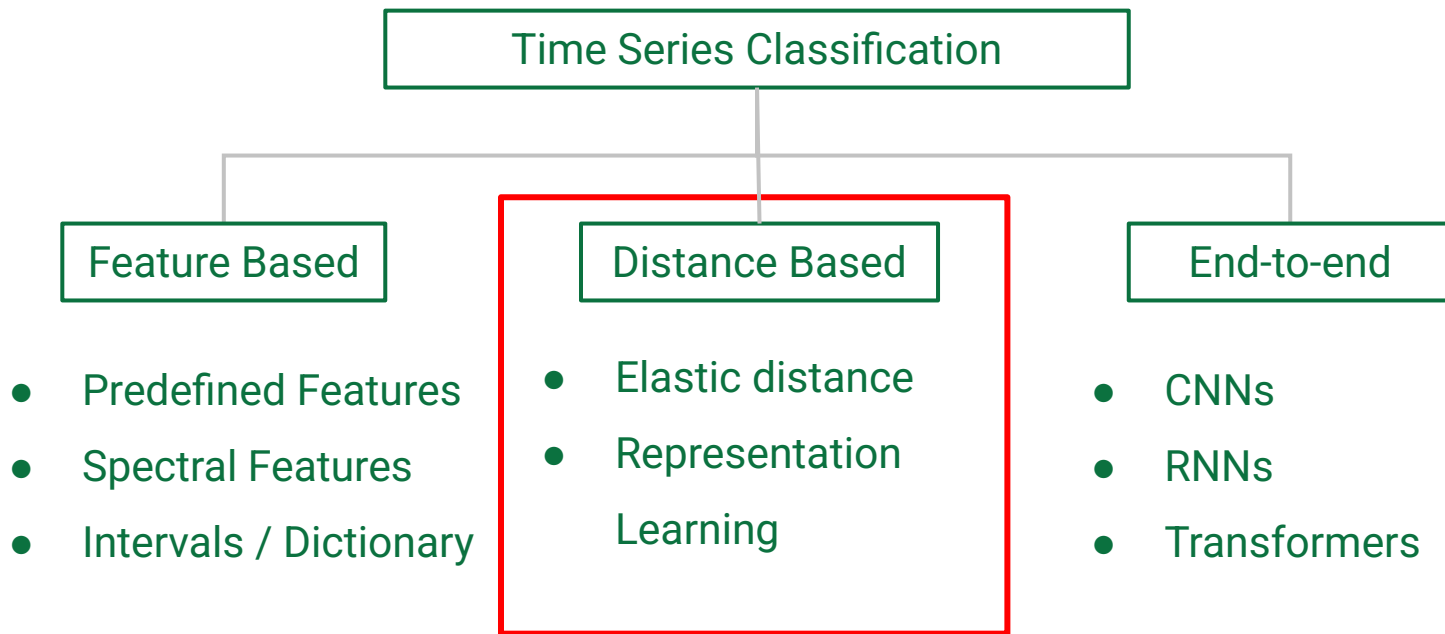 Time Series Classification
Feature Based
Distance Based
End-to-end
● Predefined Features
● Spectral Features
● Intervals / Dictionary
● Elastic distance
● Representation
Learning
● CNNs
● RNNs
● Transformers